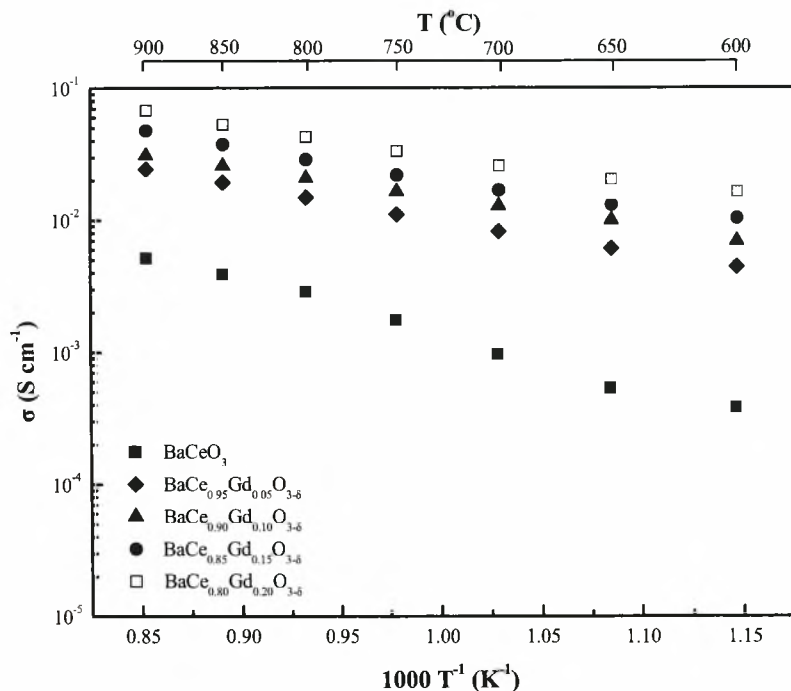 T (°C)
900 850 800 750 700 650 600
10⁻¹
10⁻²
10⁻³
10⁻⁴
10⁻⁵
σ (S cm⁻¹)
BaCeO₃
BaCe₀.₉₅Gd₀.₀₅O₃₋δ
BaCe₀.₉₀Gd₀.₁₀O₃₋δ
BaCe₀.₈₅Gd₀.₁₅O₃₋δ
BaCe₀.₈₀Gd₀.₂₀O₃₋δ
0.85 0.90 0.95 1.00 1.05 1.10 1.15
1000 T⁻¹ (K⁻¹)